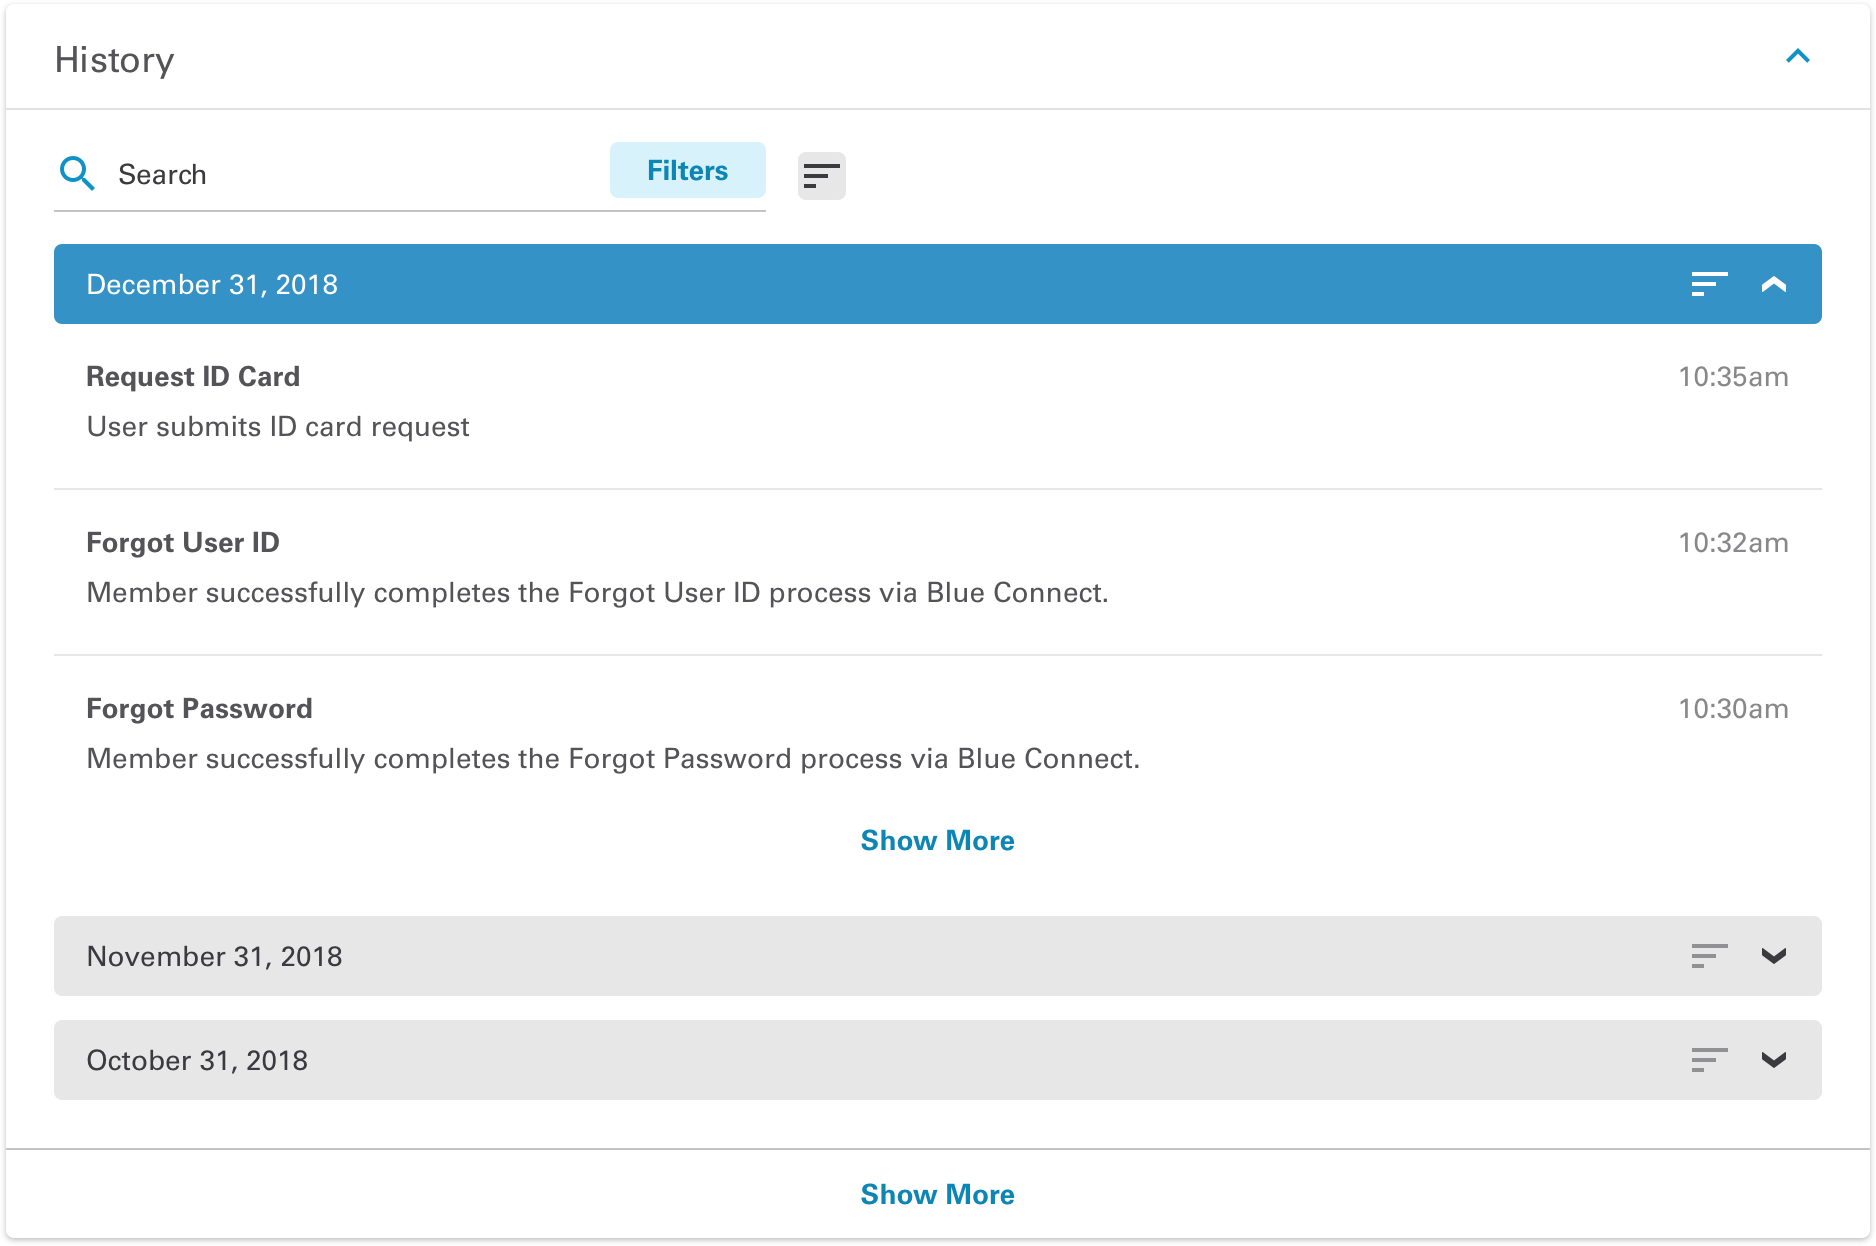 History
Search
Filters
December 31, 2018
Request ID Card
10:35am
User submits ID card request
Forgot User ID
10:32am
Member successfully completes the Forgot User ID process via Blue Connect.
Forgot Password
10:30am
Member successfully completes the Forgot Password process via Blue Connect.
Show More
November 31, 2018
October 31, 2018
Show More